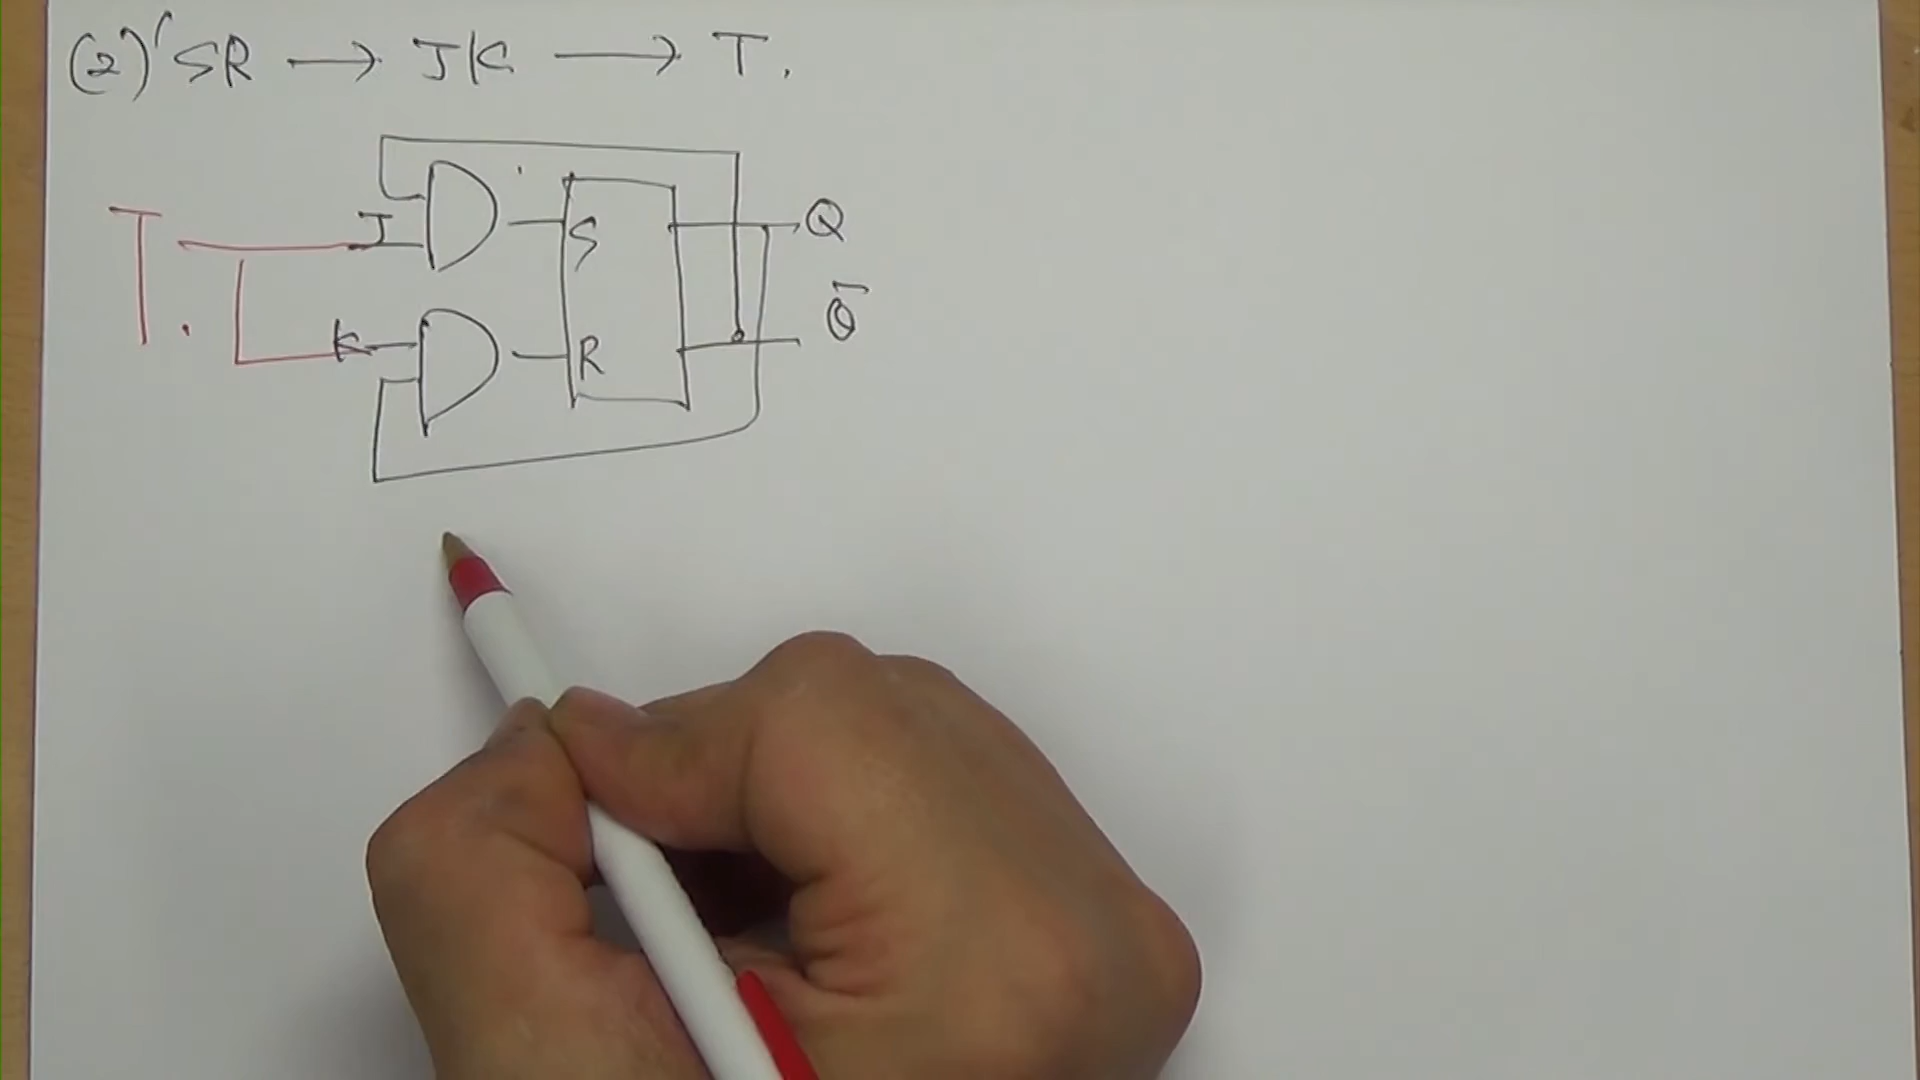 (2)' SR → JK → T.
T.
J
K
S
R
Q
Q̅